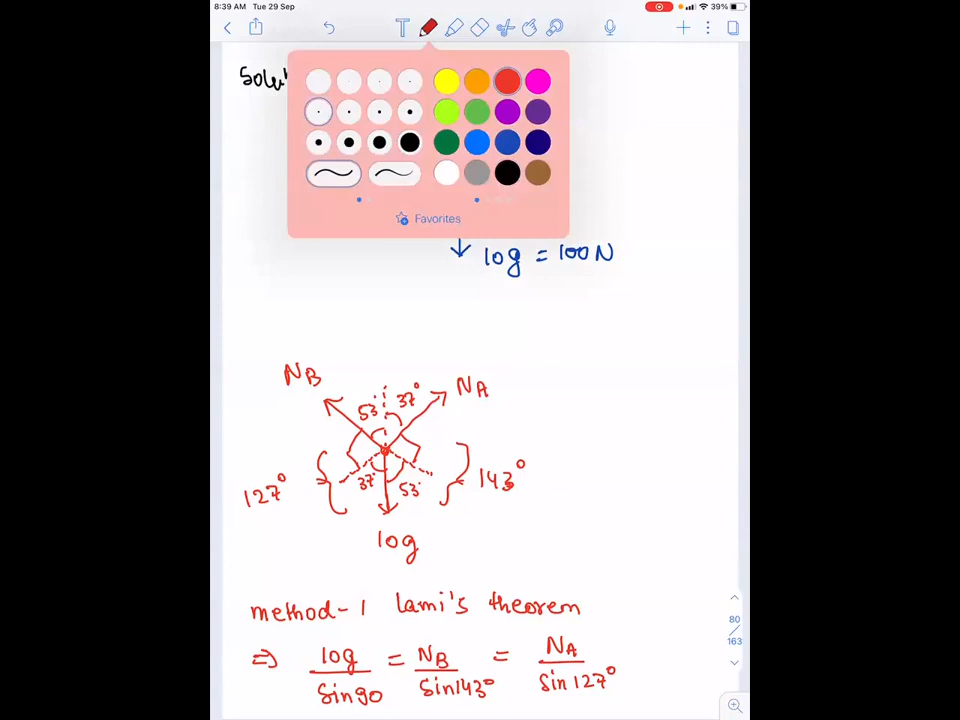 8:39 AM Tue 29 Sep
39%
T
Favorites
10g = 100N
NB
NA
53° 37°
127°
37° 53°
143°
10g
method-1 Lami's theorem
⇒ 10g/Sin90 = NB/Sin143° = NA/Sin127°
80
/
163